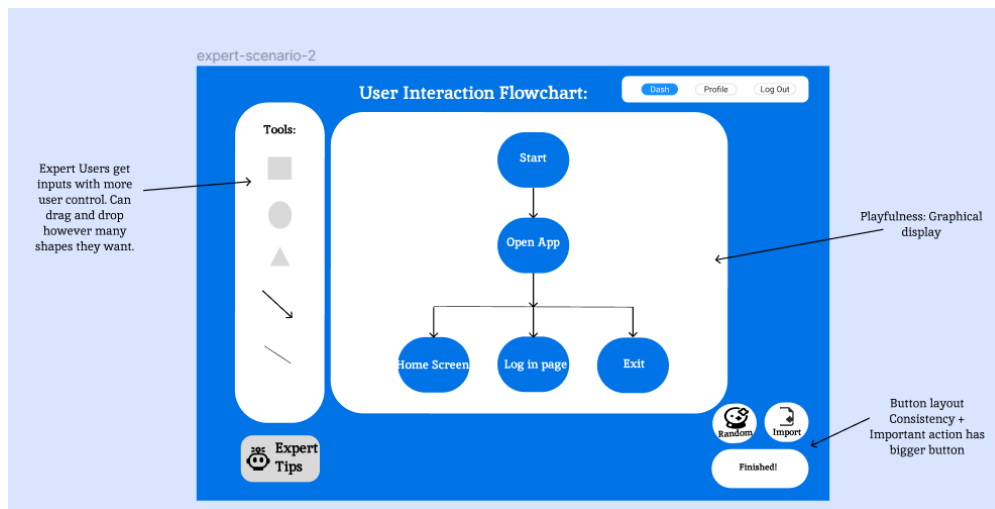 expert-scenario-2
User Interaction Flowchart:
Dash
Profile
Log Out
Tools:
Expert Users get
inputs with more
user control. Can
drag and drop
however many
shapes they want.
Start
Open App
Home Screen
Log in page
Exit
Playfulness: Graphical
display
Button layout
Consistency +
Important action has
bigger button
Random
Import
Finished!
Expert
Tips